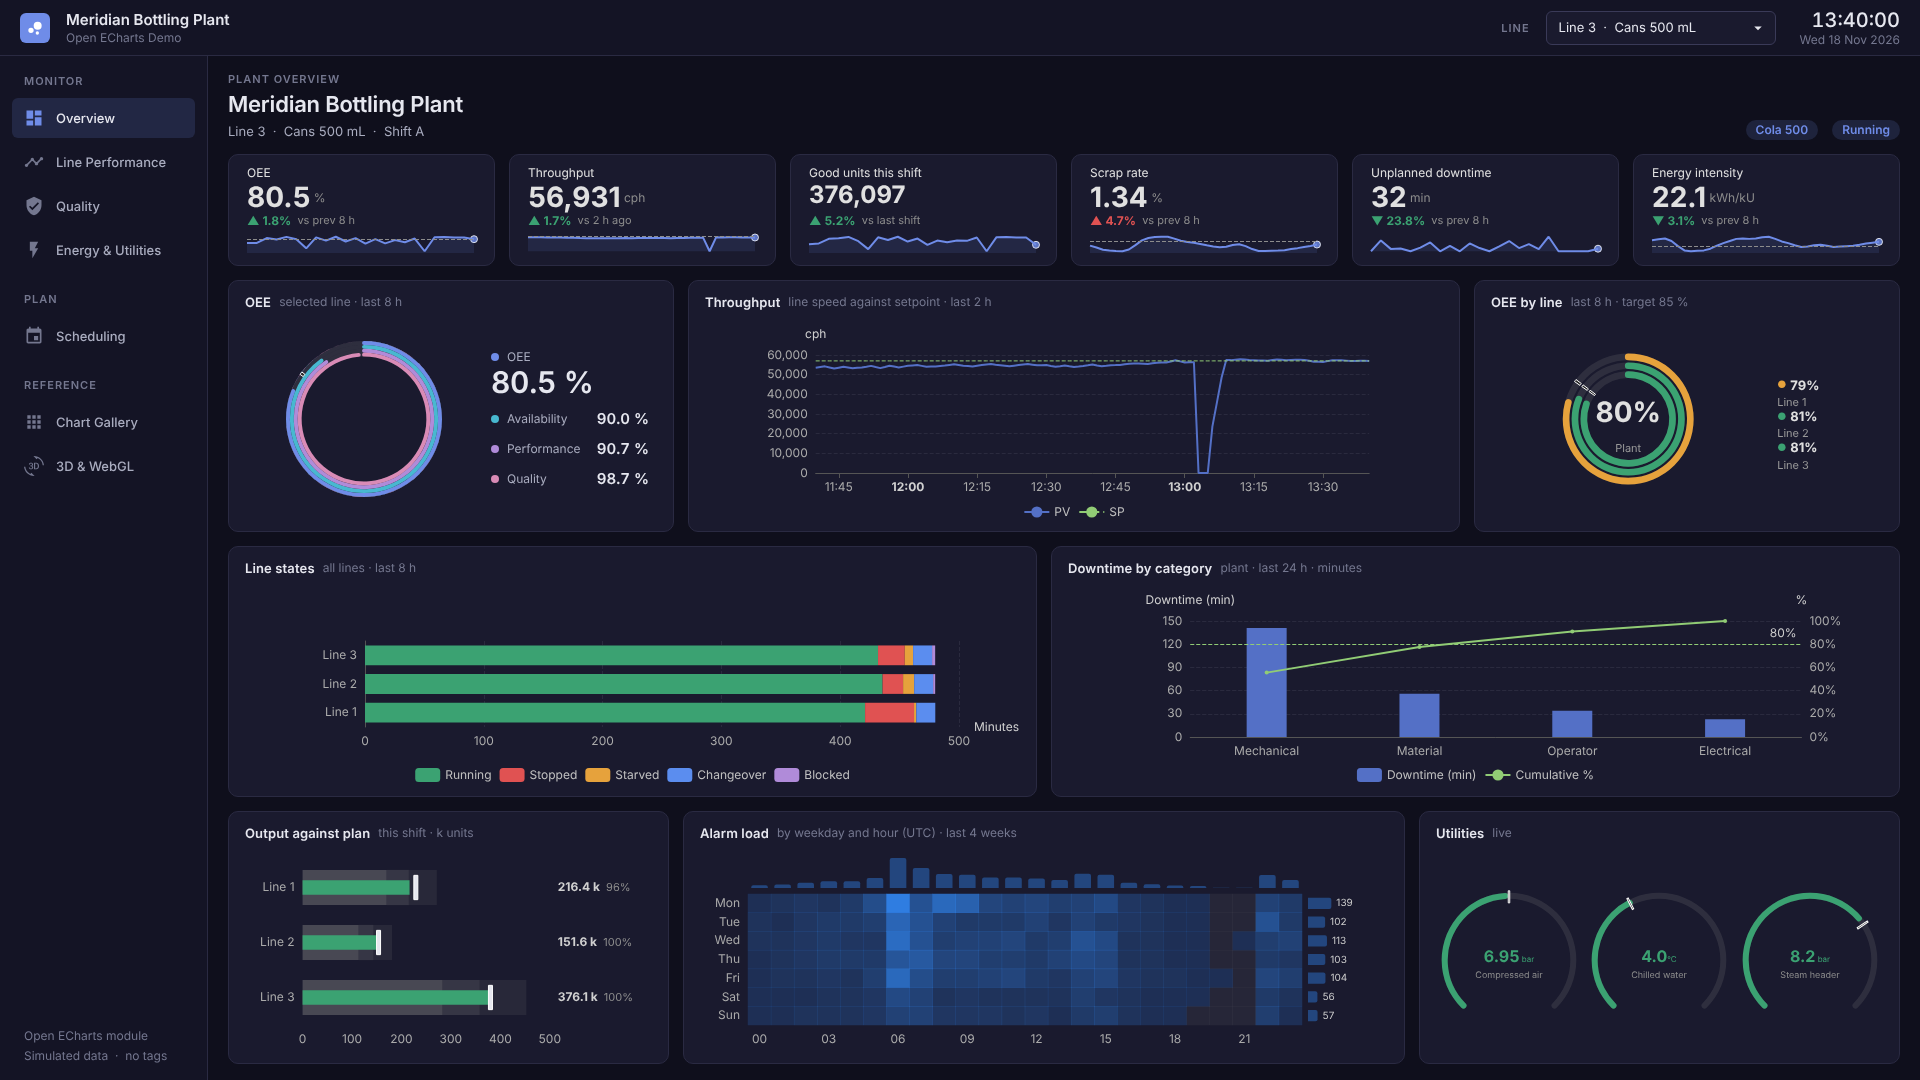 Meridian Bottling Plant
Open ECharts Demo
LINE
Line 3 · Cans 500 mL
13:40:00
Wed 18 Nov 2026
MONITOR
Overview
Line Performance
Quality
Energy & Utilities
PLAN
Scheduling
REFERENCE
Chart Gallery
3D 3D & WebGL
Open ECharts module
Simulated data · no tags
PLANT OVERVIEW
Meridian Bottling Plant
Line 3 · Cans 500 mL · Shift A
Cola 500 Running
OEE
80.5 %
▲ 1.8% vs prev 8 h
Throughput
56,931 cph
▲ 1.7% vs 2 h ago
Good units this shift
376,097
▲ 5.2% vs last shift
Scrap rate
1.34 %
▲ 4.7% vs prev 8 h
Unplanned downtime
32 min
▼ 23.8% vs prev 8 h
Energy intensity
22.1 kWh/kU
▼ 3.1% vs prev 8 h
OEE selected line · last 8 h
OEE
80.5 %
Availability 90.0 %
Performance 90.7 %
Quality 98.7 %
Throughput line speed against setpoint · last 2 h
cph
60,000
50,000
40,000
30,000
20,000
10,000
0
11:45 12:00 12:15 12:30 12:45 13:00 13:15 13:30
PV SP
OEE by line last 8 h · target 85 %
80%
Plant
79%
Line 1
81%
Line 2
81%
Line 3
Line states all lines · last 8 h
Line 3
Line 2
Line 1
Minutes
0 100 200 300 400 500
Running Stopped Starved Changeover Blocked
Downtime by category plant · last 24 h · minutes
Downtime (min) %
150 100%
80%
120 80%
90 60%
60 40%
30 20%
0 0%
Mechanical Material Operator Electrical
Downtime (min) Cumulative %
Output against plan this shift · k units
Line 1 216.4 k 96%
Line 2 151.6 k 100%
Line 3 376.1 k 100%
0 100 200 300 400 500
Alarm load by weekday and hour (UTC) · last 4 weeks
Mon 139
Tue 102
Wed 113
Thu 103
Fri 104
Sat 56
Sun 57
00 03 06 09 12 15 18 21
Utilities live
6.95 bar
Compressed air
4.0 °C
Chilled water
8.2 bar
Steam header